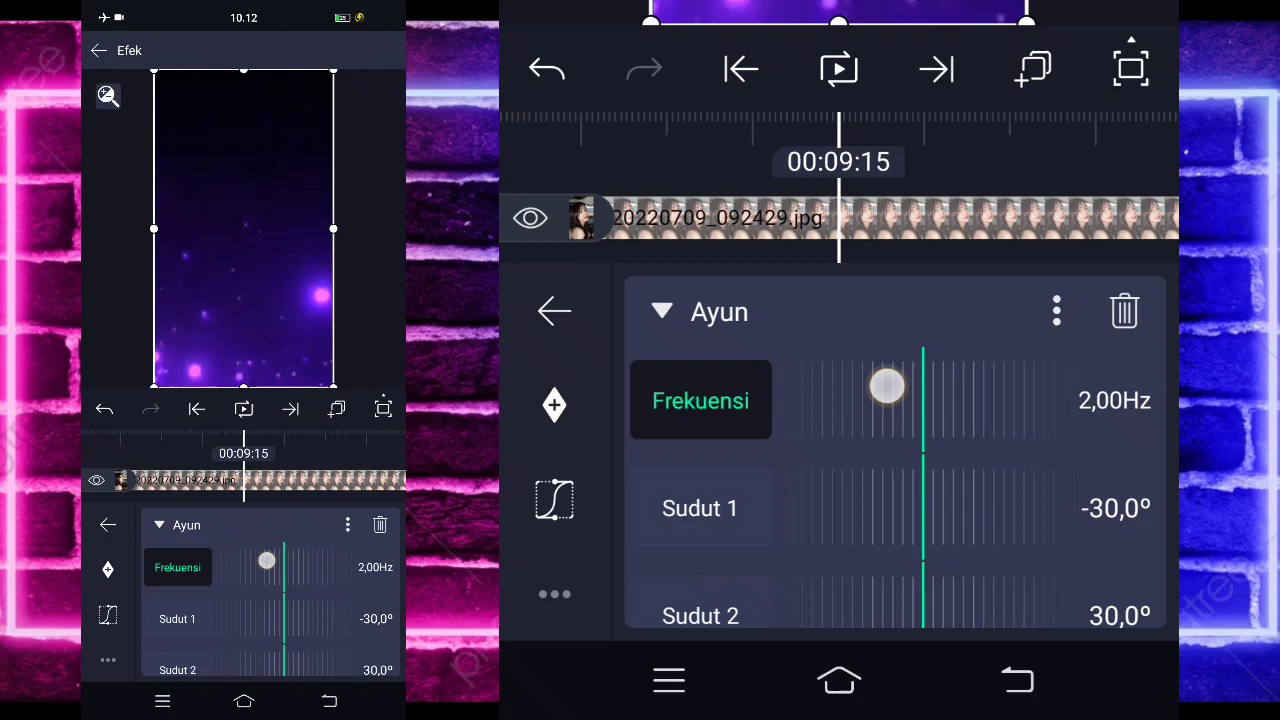 10.12
15
Efek
00:09:15
20220709_092429.jpg
Ayun
Frekuensi
2,00Hz
Sudut 1
-30,0º
Sudut 2
30,0º
00:09:15
20220709_092429.jpg
Ayun
Frekuensi
2,00Hz
Sudut 1
-30,0º
Sudut 2
30,0º